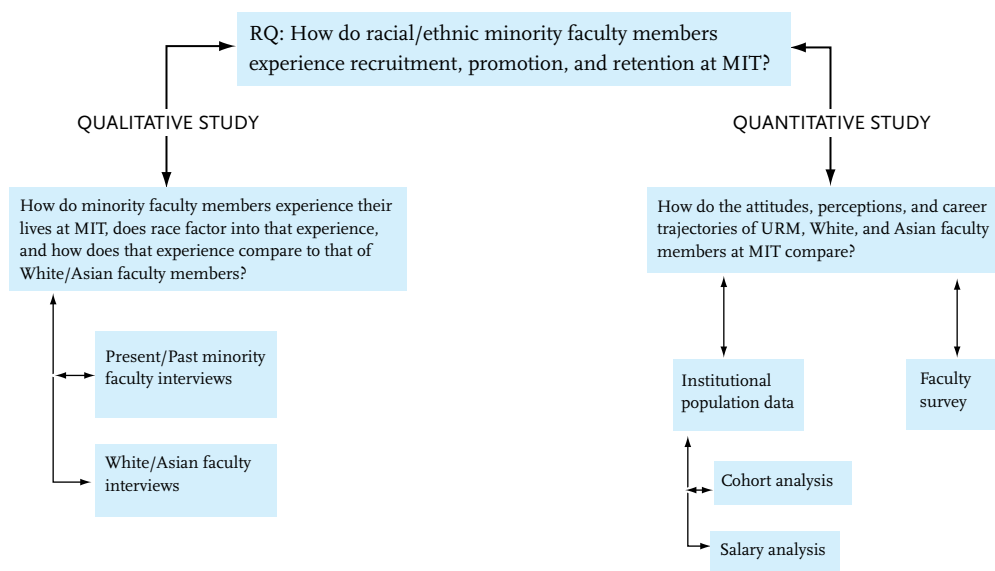 RQ: How do racial/ethnic minority faculty members
experience recruitment, promotion, and retention at MIT?
QUALITATIVE STUDY
QUANTITATIVE STUDY
How do minority faculty members experience their
lives at MIT, does race factor into that experience,
and how does that experience compare to that of
White/Asian faculty members?
How do the attitudes, perceptions, and career
trajectories of URM, White, and Asian faculty
members at MIT compare?
Present/Past minority
faculty interviews
White/Asian faculty
interviews
Institutional
population data
Faculty
survey
Cohort analysis
Salary analysis